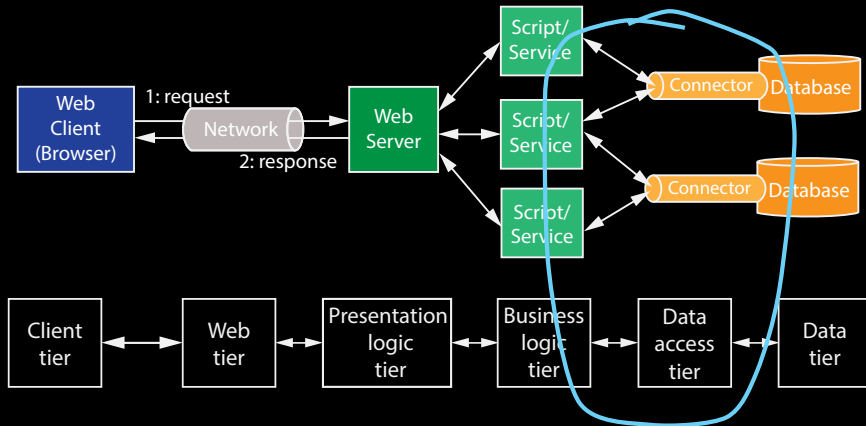 Script/
Service
Web
Client
(Browser)
1: request
Network
2: response
Web
Server
Script/
Service
Script/
Service
Connector
Database
Connector
Database
Client
tier
Web
tier
Presentation
logic
tier
Business
logic
tier
Data
access
tier
Data
tier